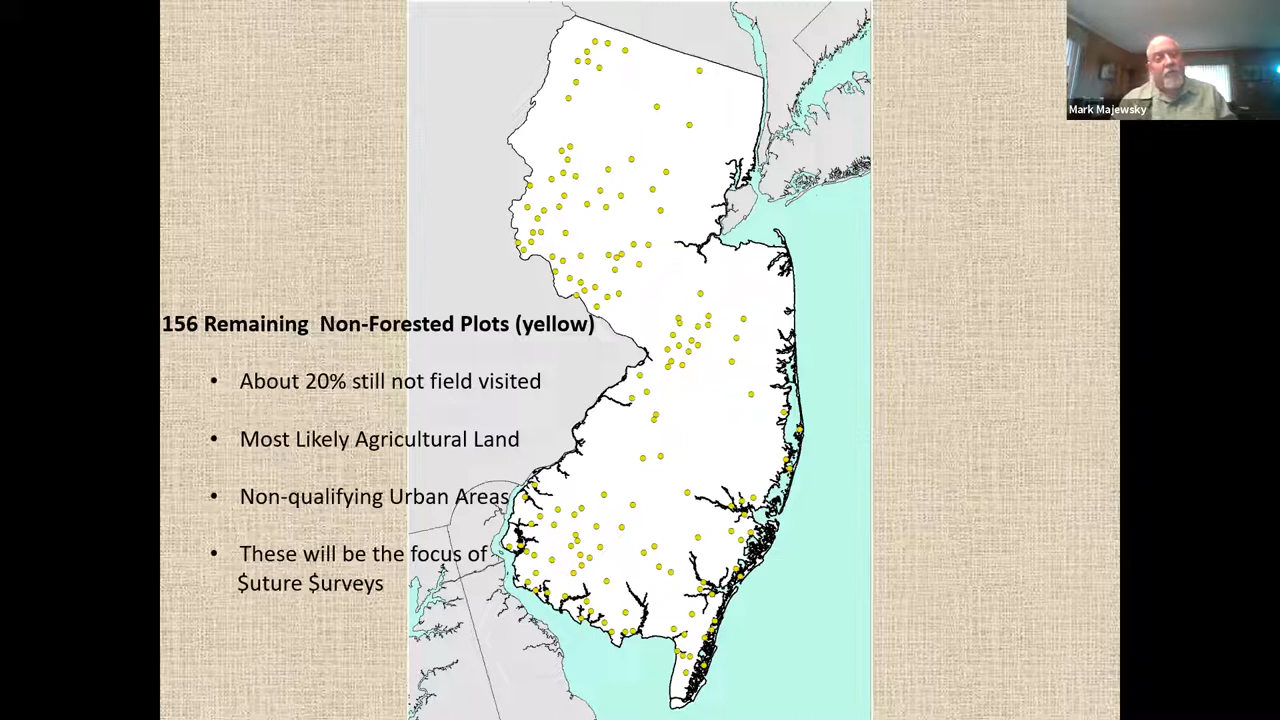 Mark Majewsky
156 Remaining Non-Forested Plots (yellow)
• About 20% still not field visited
• Most Likely Agricultural Land
• Non-qualifying Urban Areas
• These will be the focus of
$uture $urveys